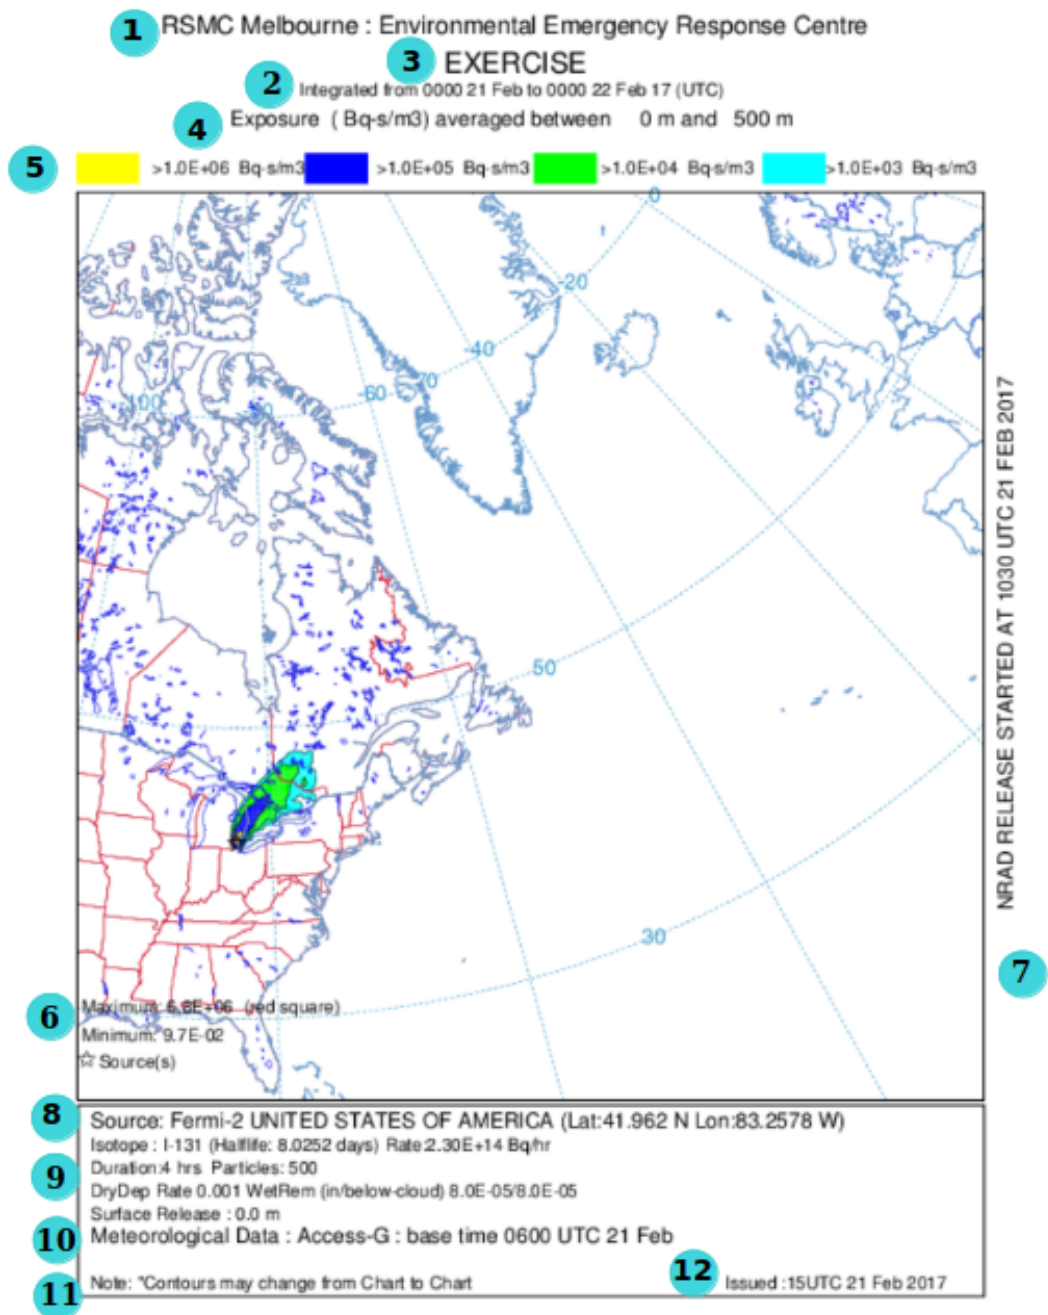 1 RSMC Melbourne : Environmental Emergency Response Centre
3 EXERCISE
2 Integrated from 0000 21 Feb to 0000 22 Feb 17 (UTC)
4 Exposure ( Bq-s/m3) averaged between 0 m and 500 m
5 >1.0E+06 Bq-s/m3 >1.0E+05 Bq-s/m3 >1.0E+04 Bq-s/m3 >1.0E+03 Bq-s/m3
0
-20
-40
-60 70
-100
50
30
NRAD RELEASE STARTED AT 1030 UTC 21 FEB 2017
7
6 Maximum: 6.8E+06 (red square)
Minimum: 9.7E-02
Source(s)
8 Source: Fermi-2 UNITED STATES OF AMERICA (Lat:41.962 N Lon:83.2578 W)
Isotope : I-131 (Halflife: 8.0252 days) Rate:2.30E+14 Bq/hr
9 Duration:4 hrs Particles: 500
DryDep Rate 0.001 WetRem (in/below-cloud) 8.0E-05/8.0E-05
Surface Release : 0.0 m
10 Meteorological Data : Access-G : base time 0600 UTC 21 Feb
11 Note: "Contours may change from Chart to Chart
12 Issued :15UTC 21 Feb 2017